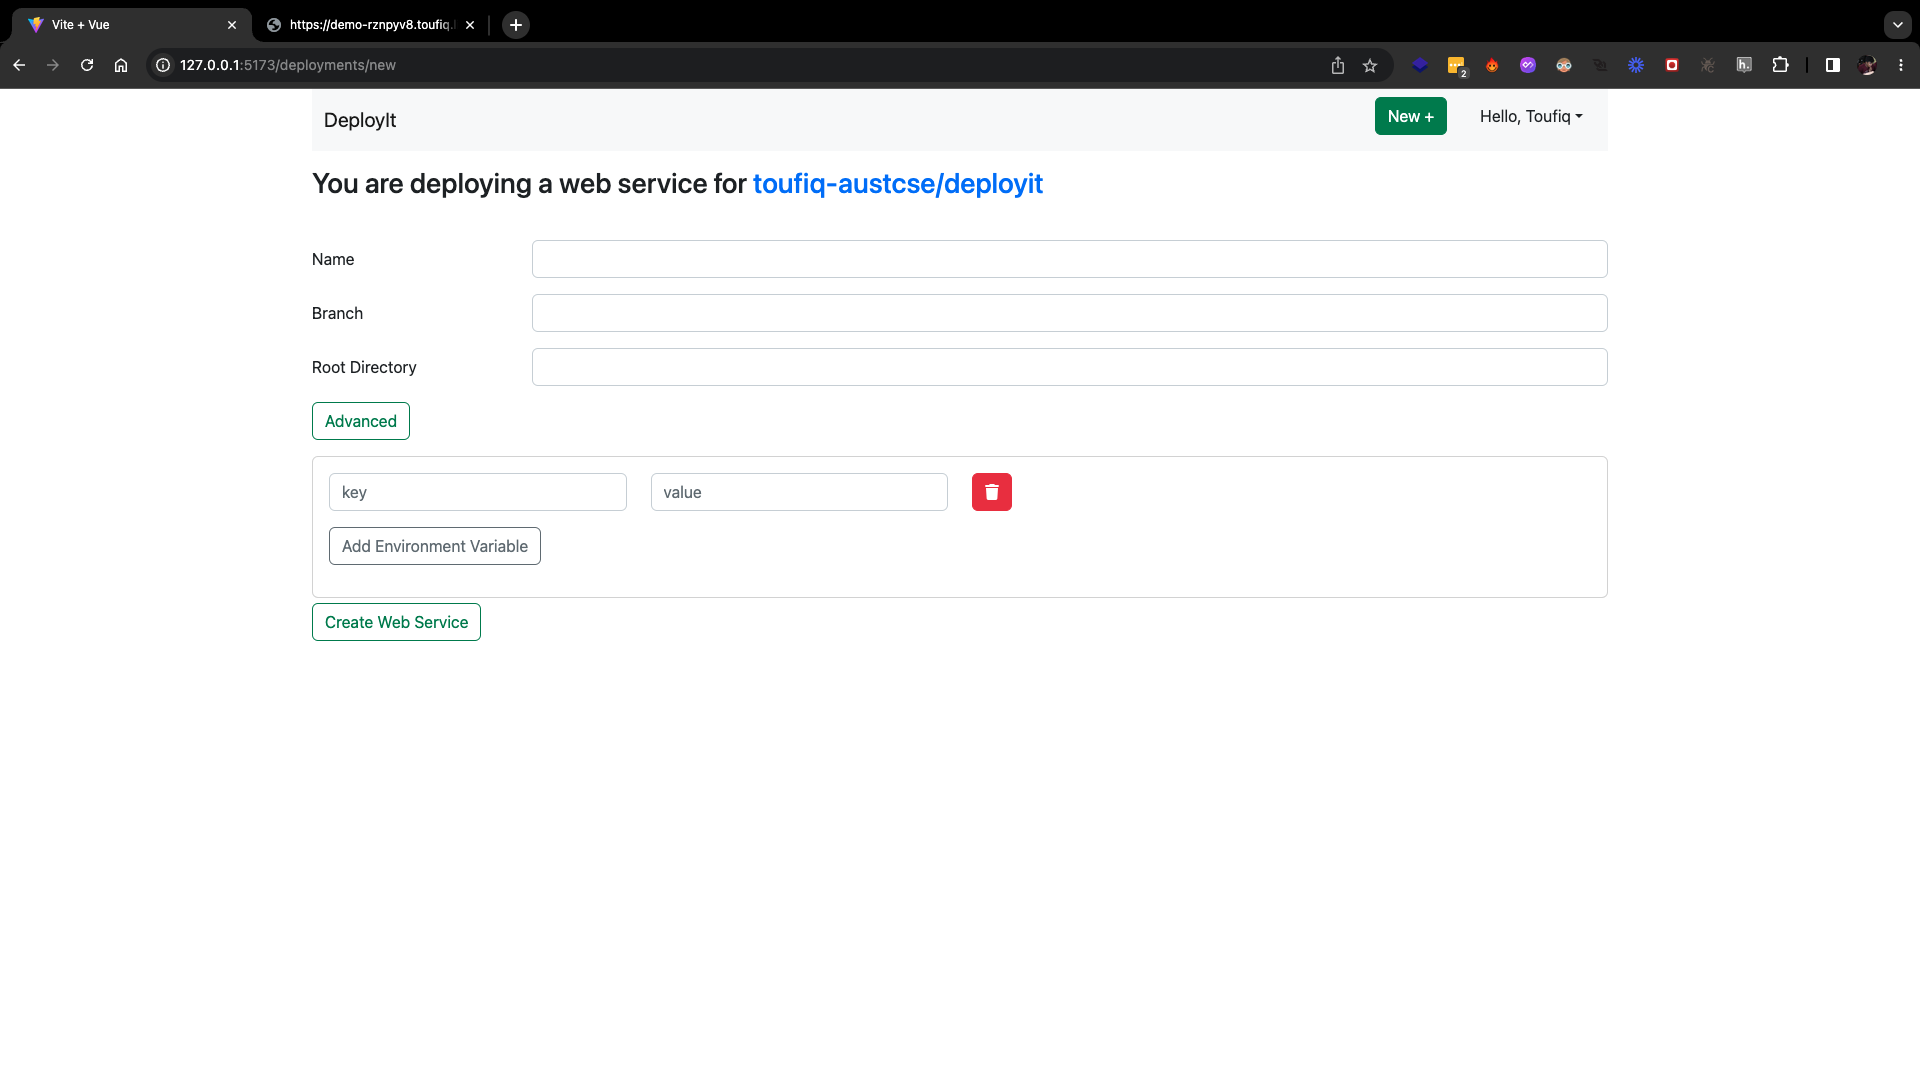 Vite + Vue
https://demo-rznpyv8.toufiq.
127.0.0.1:5173/deployments/new
2
h.
DeployIt
New +
Hello, Toufiq
You are deploying a web service for toufiq-austcse/deployit
Name
Branch
Root Directory
Advanced
key value
Add Environment Variable
Create Web Service